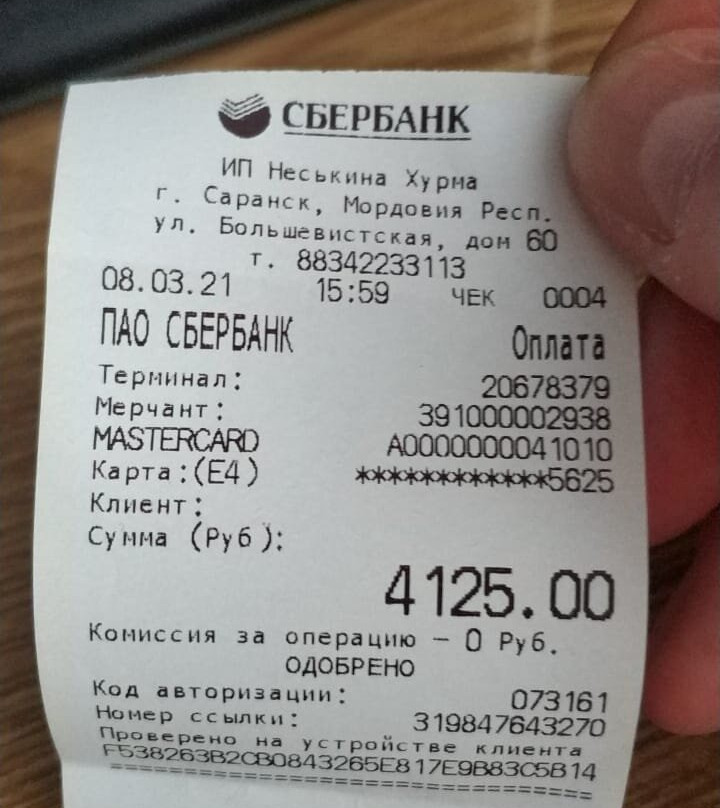 СБЕРБАНК
ИП Неськина Хурма
г. Саранск, Мордовия Респ.
ул. Большевистская, дом 60
т. 88342233113
08.03.21 15:59 ЧЕК 0004
ПАО СБЕРБАНК Оплата
Терминал: 20678379
Мерчант: 391000002938
MASTERCARD A0000000041010
Карта:(E4) ************5625
Клиент:
Сумма (Руб):
4125.00
Комиссия за операцию – 0 Руб.
ОДОБРЕНО
Код авторизации: 073161
Номер ссылки: 319847643270
Проверено на устройстве клиента
F538263B2CB0843265E817E9B83C5B14
================================